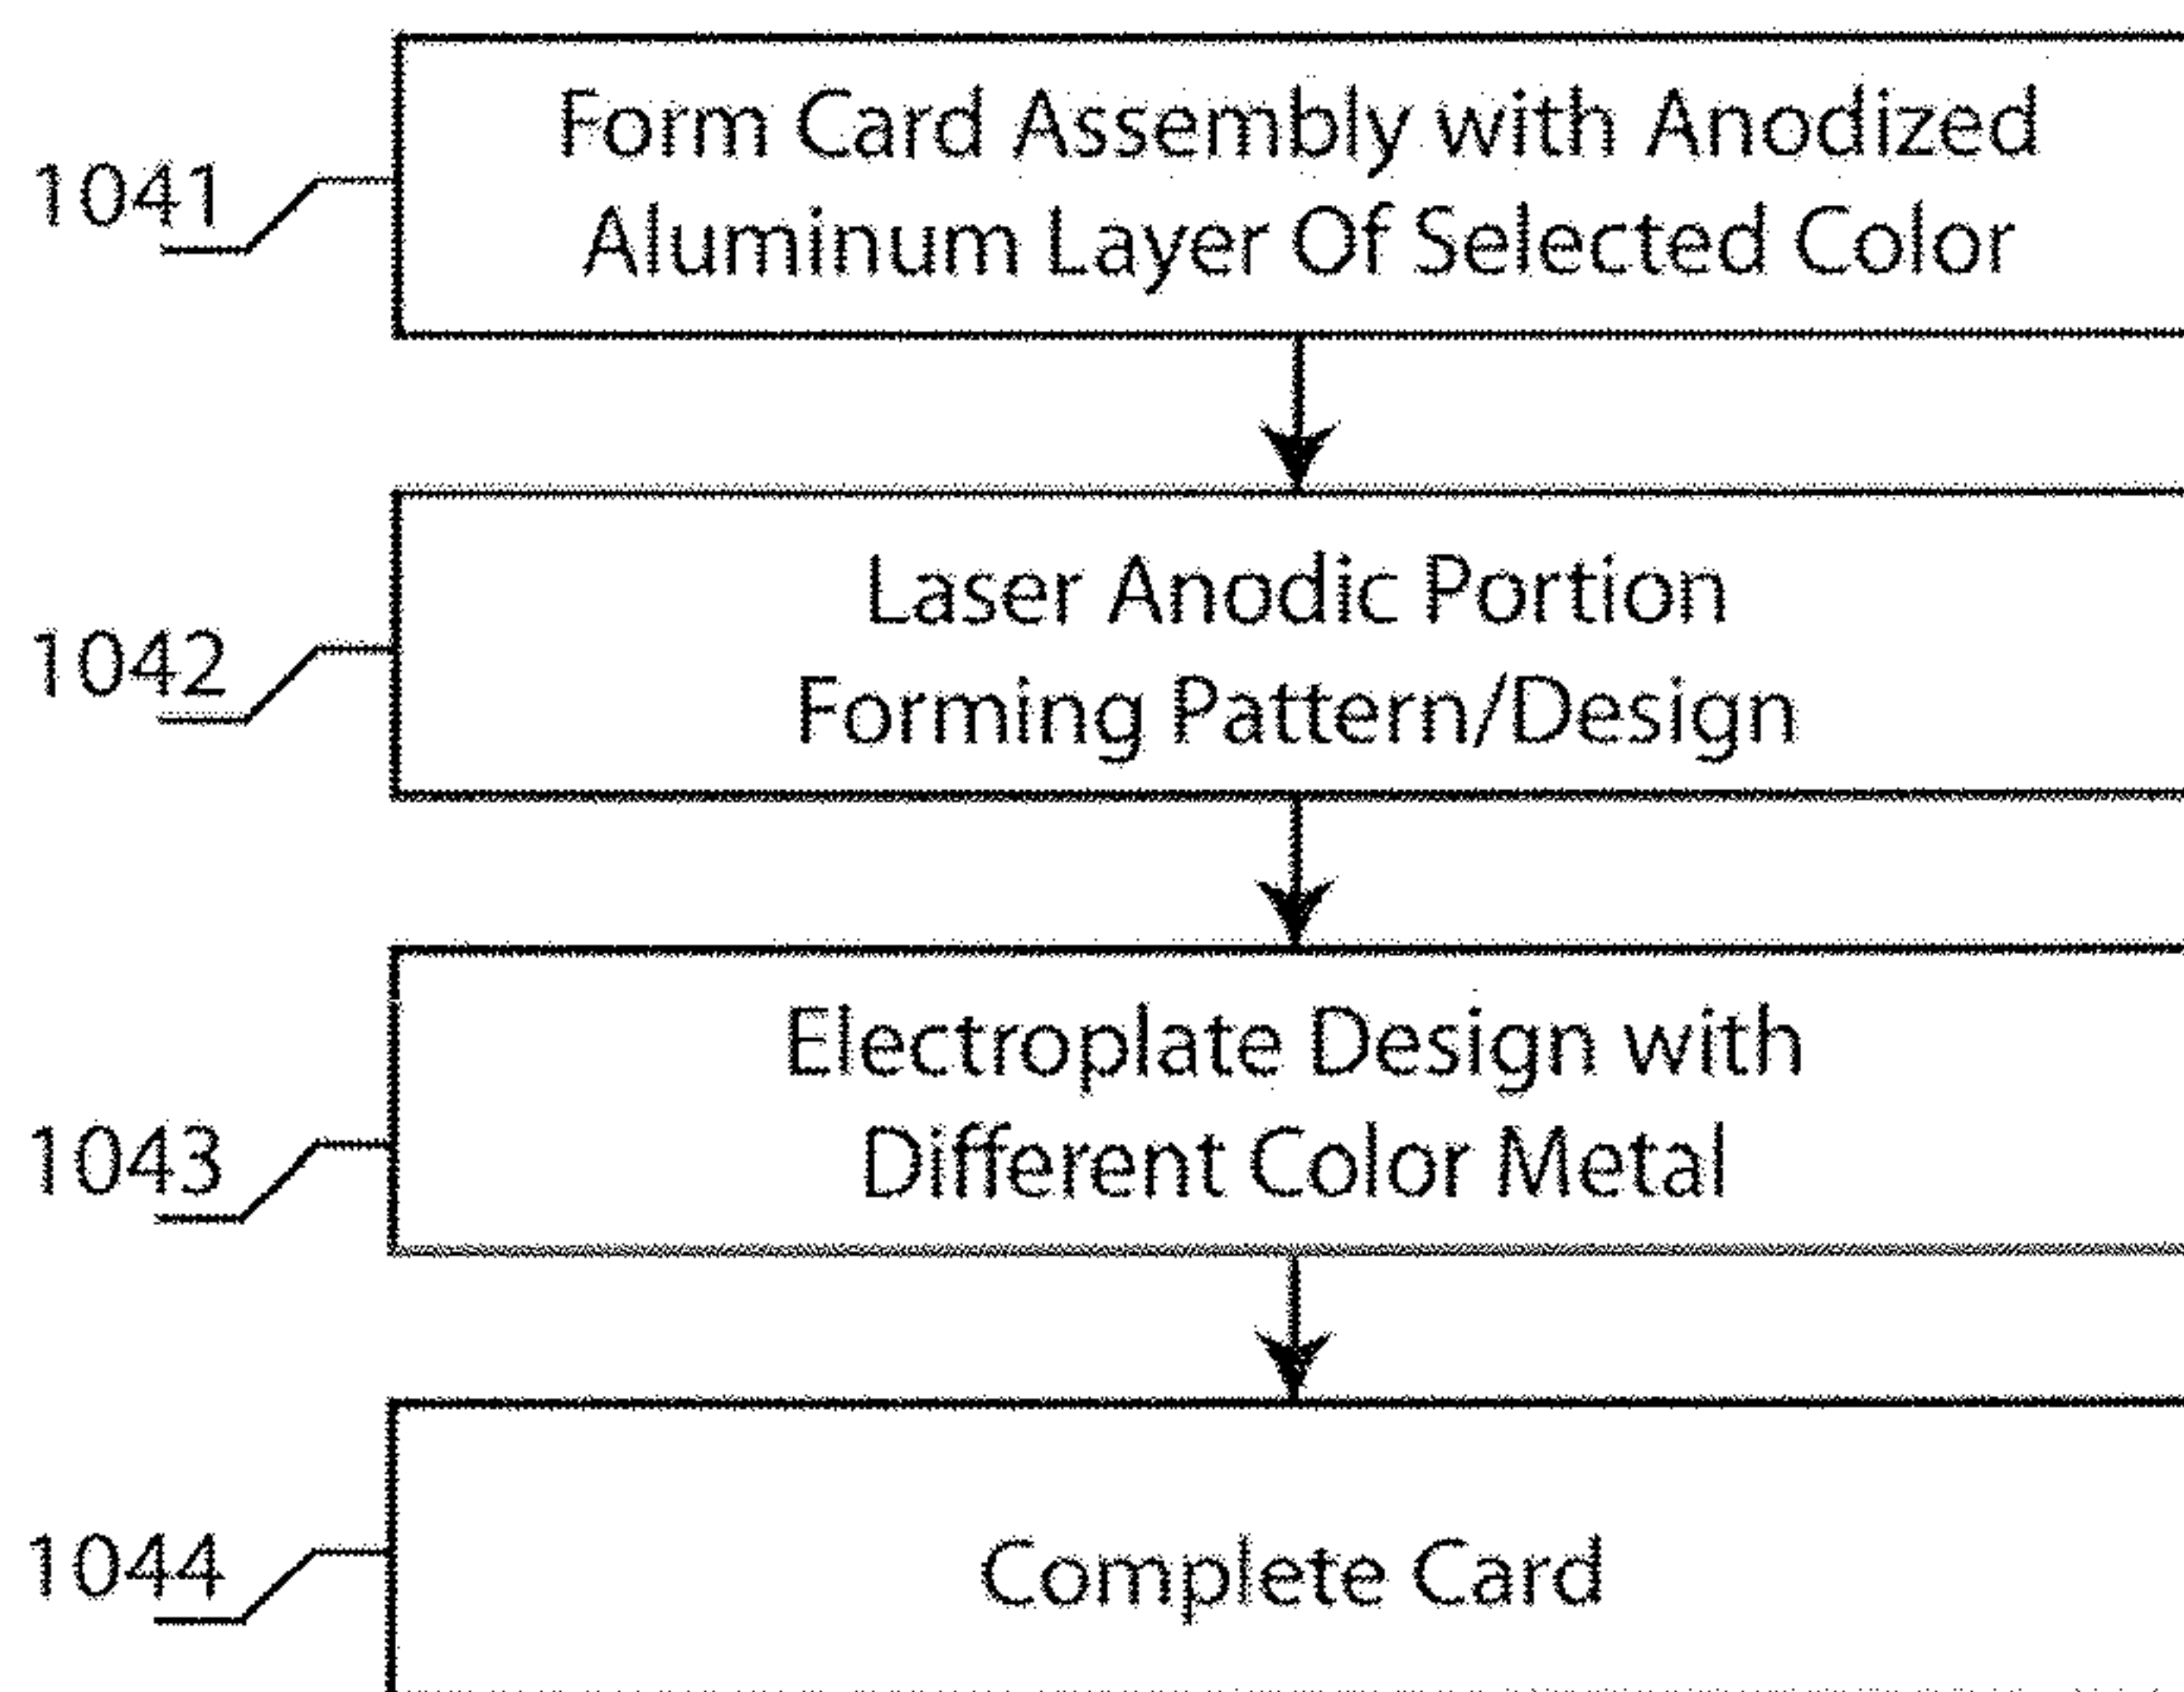 1041
Form Card Assembly with Anodized
Aluminum Layer Of Selected Color
1042
Laser Anodic Portion
Forming Pattern/Design
1043
Electroplate Design with
Different Color Metal
1044
Complete Card